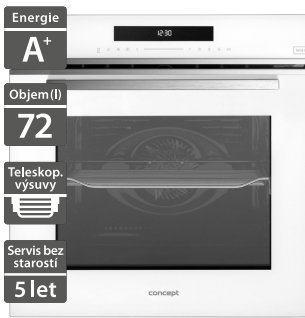 Energie
A+
Objem (l)
72
Teleskop.
výsuvy
Servis bez
starostí
5 let
12:30
concept